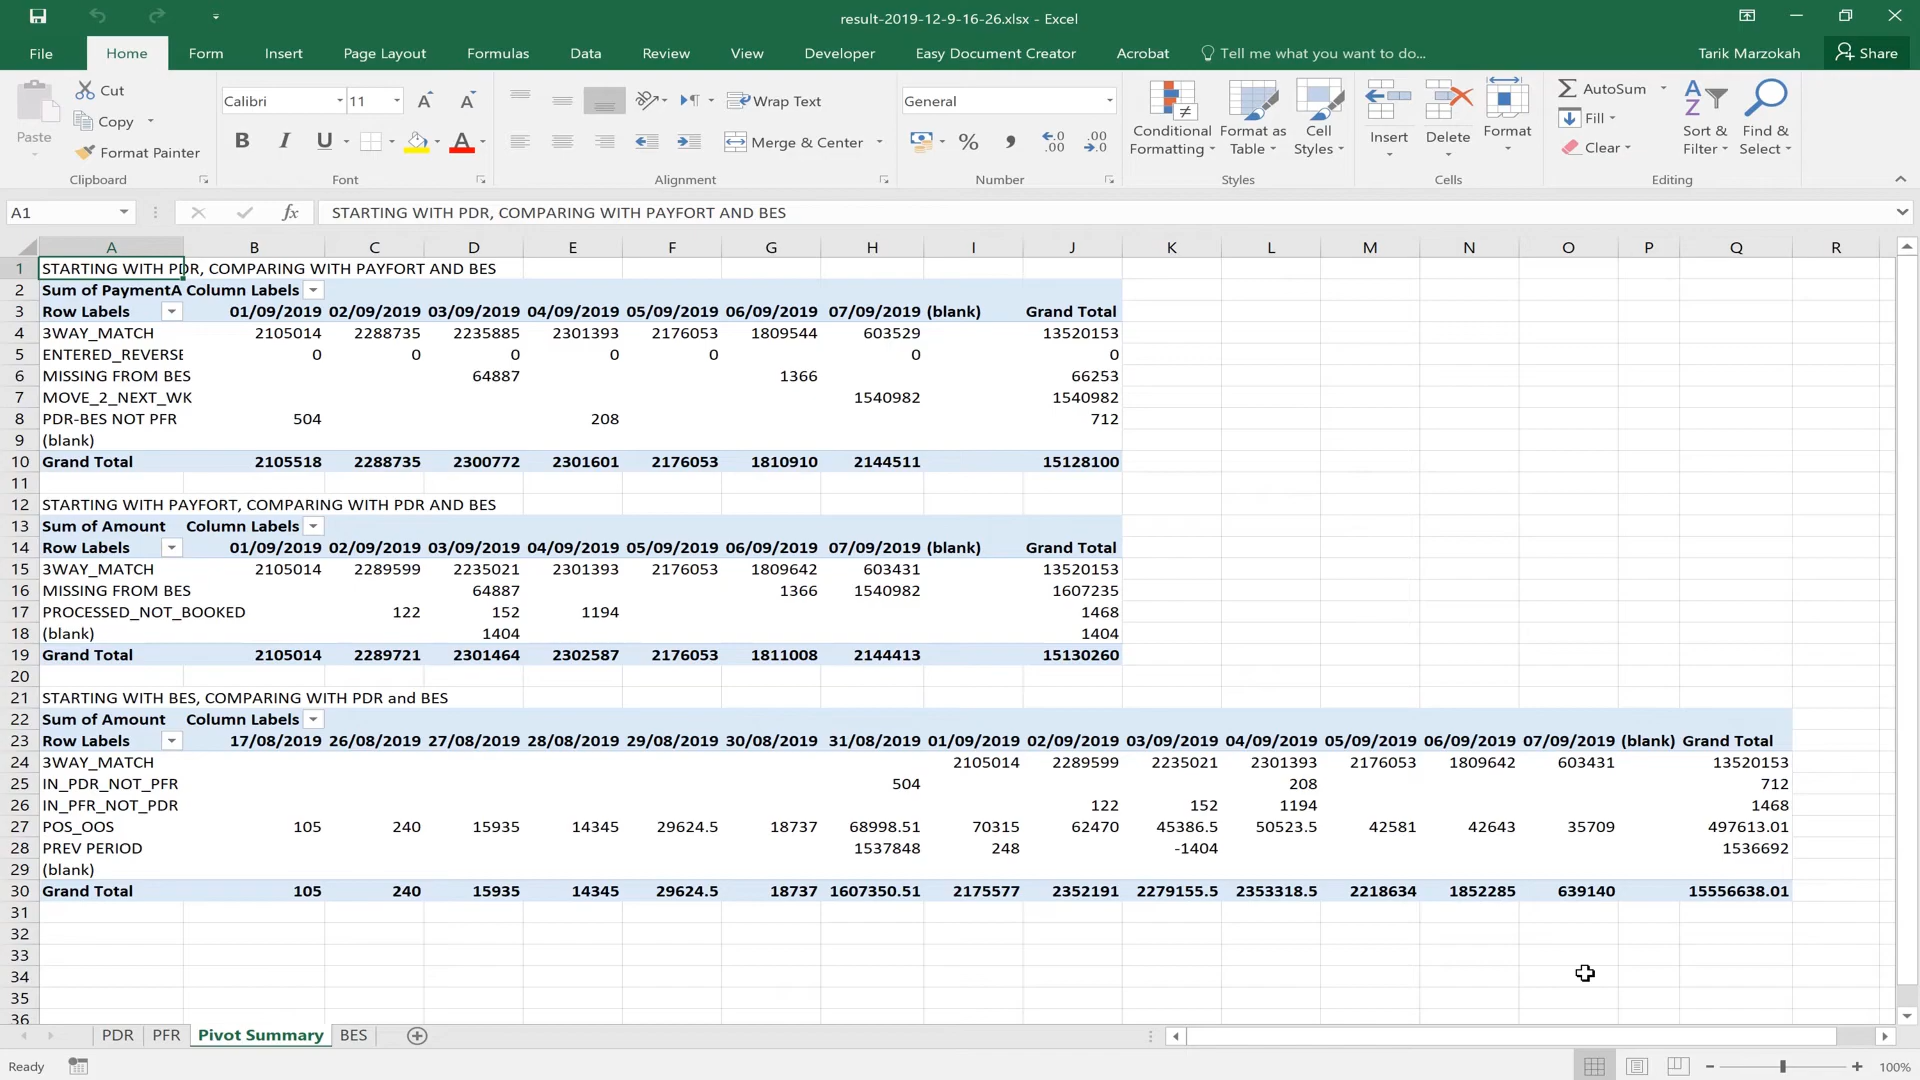 result-2019-12-9-16-26.xlsx - Excel
File Home Form Insert Page Layout Formulas Data Review View Developer Easy Document Creator Acrobat Tell me what you want to do... Tarik Marzokah Share
Paste
Cut
Copy
Format Painter
Clipboard
Calibri 11
B I U
Font
Wrap Text
Merge & Center
Alignment
General
Number
Conditional Formatting
Format as Table
Cell Styles
Styles
Insert
Delete
Format
Cells
AutoSum
Fill
Clear
Sort & Filter
Find & Select
Editing
A1 fx STARTING WITH PDR, COMPARING WITH PAYFORT AND BES
A B C D E F G H I J K L M N O P Q R
1 STARTING WITH PDR, COMPARING WITH PAYFORT AND BES
2 Sum of PaymentA Column Labels
3 Row Labels 01/09/2019 02/09/2019 03/09/2019 04/09/2019 05/09/2019 06/09/2019 07/09/2019 (blank) Grand Total
4 3WAY_MATCH 2105014 2288735 2235885 2301393 2176053 1809544 603529 13520153
5 ENTERED_REVERSE 0 0 0 0 0 0 0
6 MISSING FROM BES 64887 1366 66253
7 MOVE_2_NEXT_WK 1540982 1540982
8 PDR-BES NOT PFR 504 208 712
9 (blank)
10 Grand Total 2105518 2288735 2300772 2301601 2176053 1810910 2144511 15128100
11
12 STARTING WITH PAYFORT, COMPARING WITH PDR AND BES
13 Sum of Amount Column Labels
14 Row Labels 01/09/2019 02/09/2019 03/09/2019 04/09/2019 05/09/2019 06/09/2019 07/09/2019 (blank) Grand Total
15 3WAY_MATCH 2105014 2289599 2235021 2301393 2176053 1809642 603431 13520153
16 MISSING FROM BES 64887 1366 1540982 1607235
17 PROCESSED_NOT_BOOKED 122 152 1194 1468
18 (blank) 1404 1404
19 Grand Total 2105014 2289721 2301464 2302587 2176053 1811008 2144413 15130260
20
21 STARTING WITH BES, COMPARING WITH PDR and BES
22 Sum of Amount Column Labels
23 Row Labels 17/08/2019 26/08/2019 27/08/2019 28/08/2019 29/08/2019 30/08/2019 31/08/2019 01/09/2019 02/09/2019 03/09/2019 04/09/2019 05/09/2019 06/09/2019 07/09/2019 (blank) Grand Total
24 3WAY_MATCH 2105014 2289599 2235021 2301393 2176053 1809642 603431 13520153
25 IN_PDR_NOT_PFR 504 208 712
26 IN_PFR_NOT_PDR 122 152 1194 1468
27 POS_OOS 105 240 15935 14345 29624.5 18737 68998.51 70315 62470 45386.5 50523.5 42581 42643 35709 497613.01
28 PREV PERIOD 1537848 248 -1404 1536692
29 (blank)
30 Grand Total 105 240 15935 14345 29624.5 18737 1607350.51 2175577 2352191 2279155.5 2353318.5 2218634 1852285 639140 15556638.01
31
32
33
34
35
36
PDR PFR Pivot Summary BES
Ready 100%